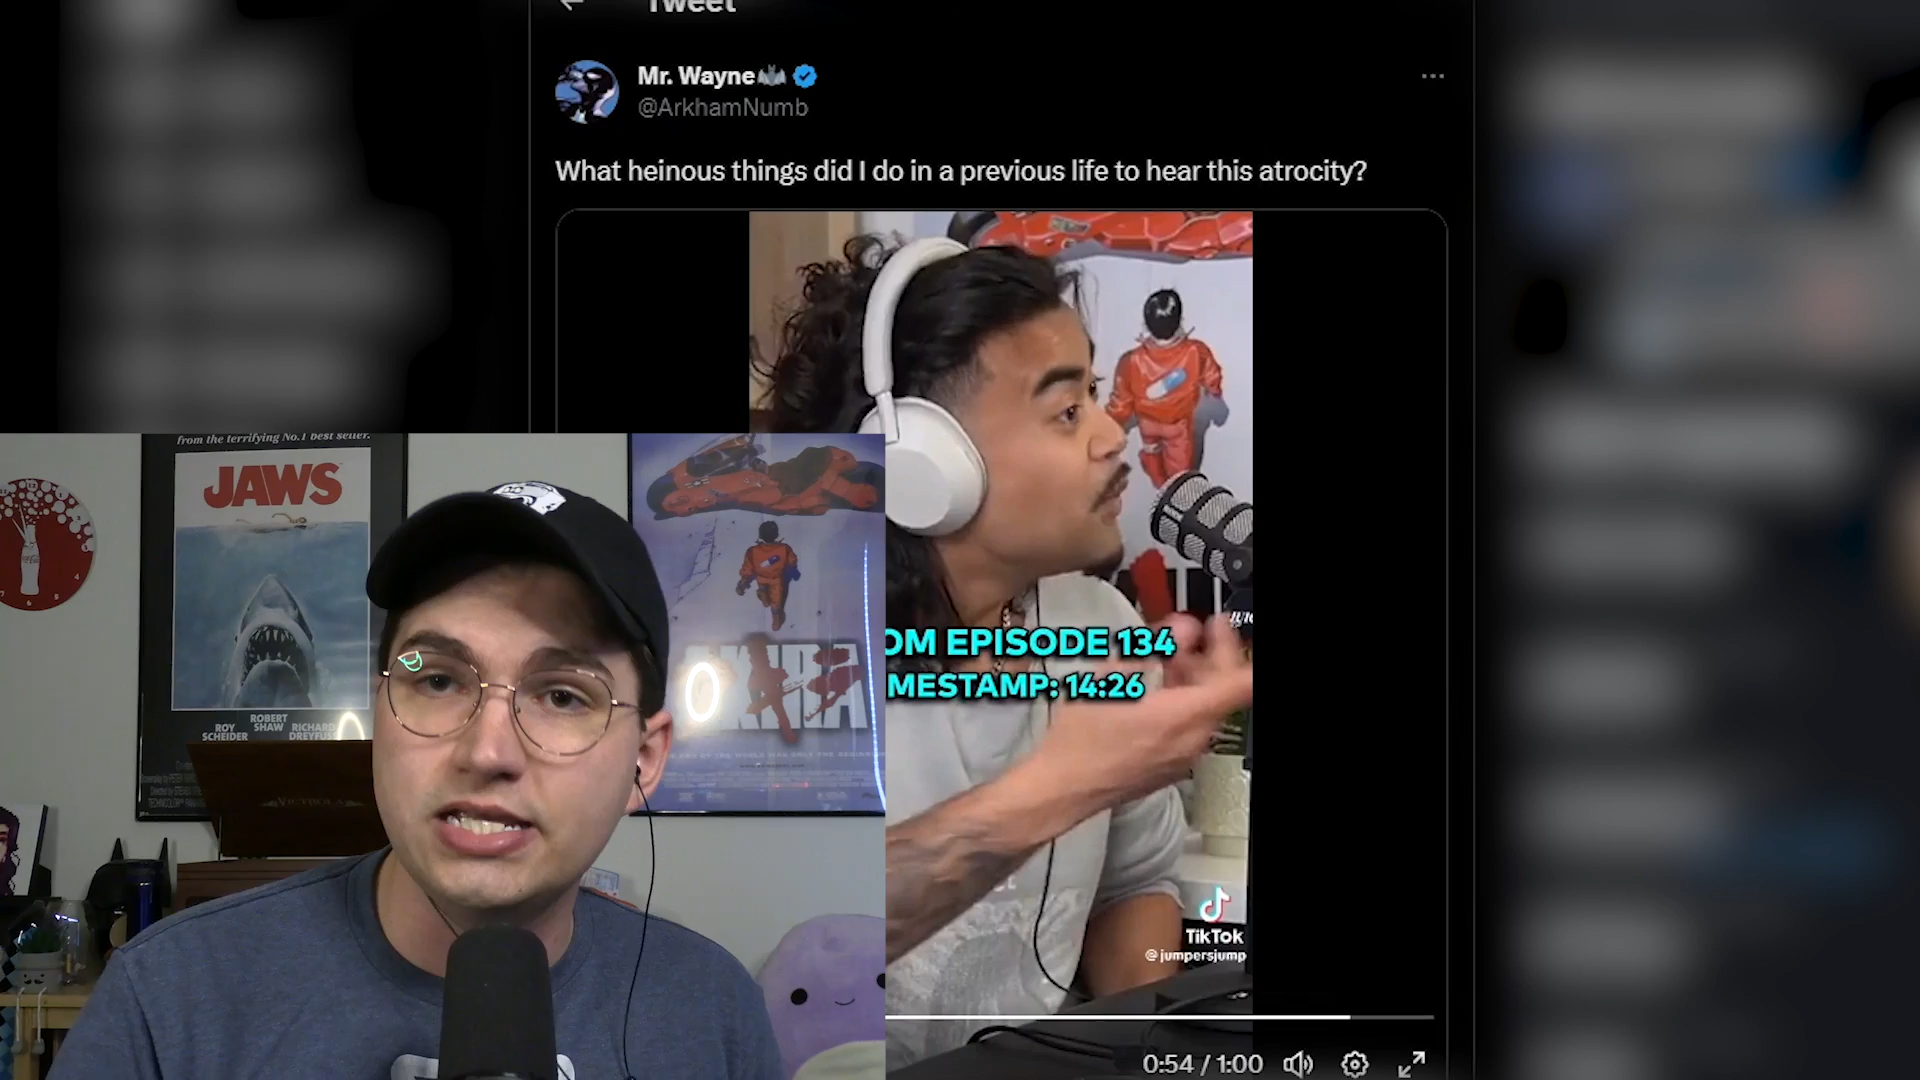 Tweet
Mr. Wayne
@ArkhamNumb
What heinous things did I do in a previous life to hear this atrocity?
OM EPISODE 134
MESTAMP: 14:26
TikTok
@jumpersjump
0:54 / 1:00
from the terrifying No.1 best seller.
JAWS
ROY
SCHEIDER
ROBERT
SHAW
RICHARD
DREYFUSS
VICTROLA
AKIRA